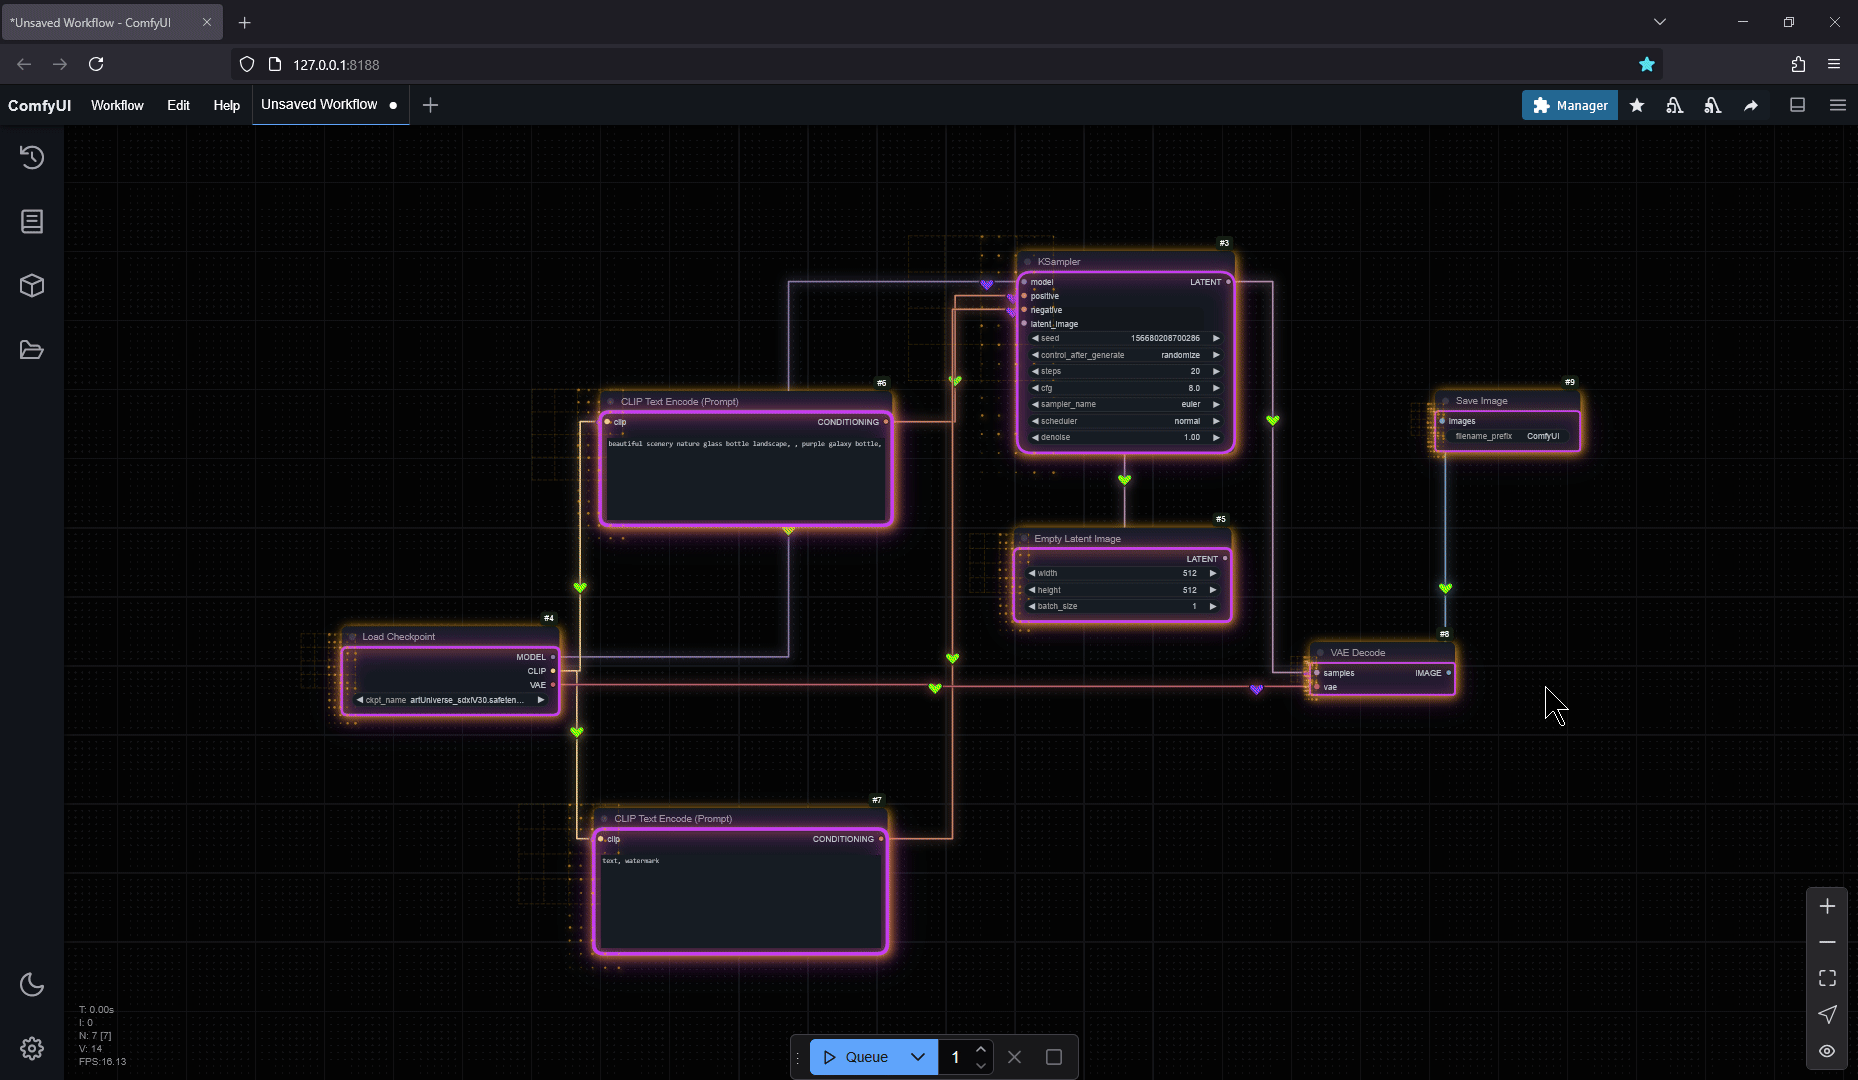 *Unsaved Workflow - ComfyUI
127.0.0.1:8188
ComfyUI Workflow Edit Help Unsaved Workflow
Manager
#3
KSampler
model LATENT
positive
negative
latent_image
seed 156680208700286
control_after_generate randomize
steps 20
cfg 8.0
sampler_name euler
scheduler normal
denoise 1.00
#6
CLIP Text Encode (Prompt)
clip CONDITIONING
beautiful scenery nature glass bottle landscape, , purple galaxy bottle,
#9
Save Image
images
filename_prefix ComfyUI
#5
Empty Latent Image
LATENT
width 512
height 512
batch_size 1
#4
Load Checkpoint
MODEL
CLIP
VAE
ckpt_name artUniverse_sdxlV30.safeten...
#8
VAE Decode
samples IMAGE
vae
#7
CLIP Text Encode (Prompt)
clip CONDITIONING
text, watermark
T: 0.00s
I: 0
N: 7 [7]
V: 14
FPS:16.13
Queue 1